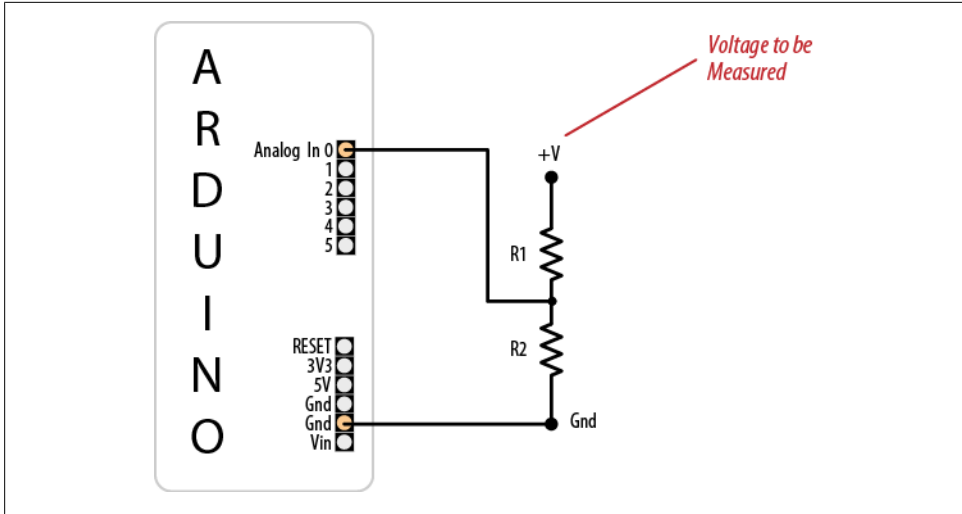 ARDUINO
Analog In 0
1
2
3
4
5
RESET
3V3
5V
Gnd
Gnd
Vin
Voltage to be
Measured
+V
R1
R2
Gnd